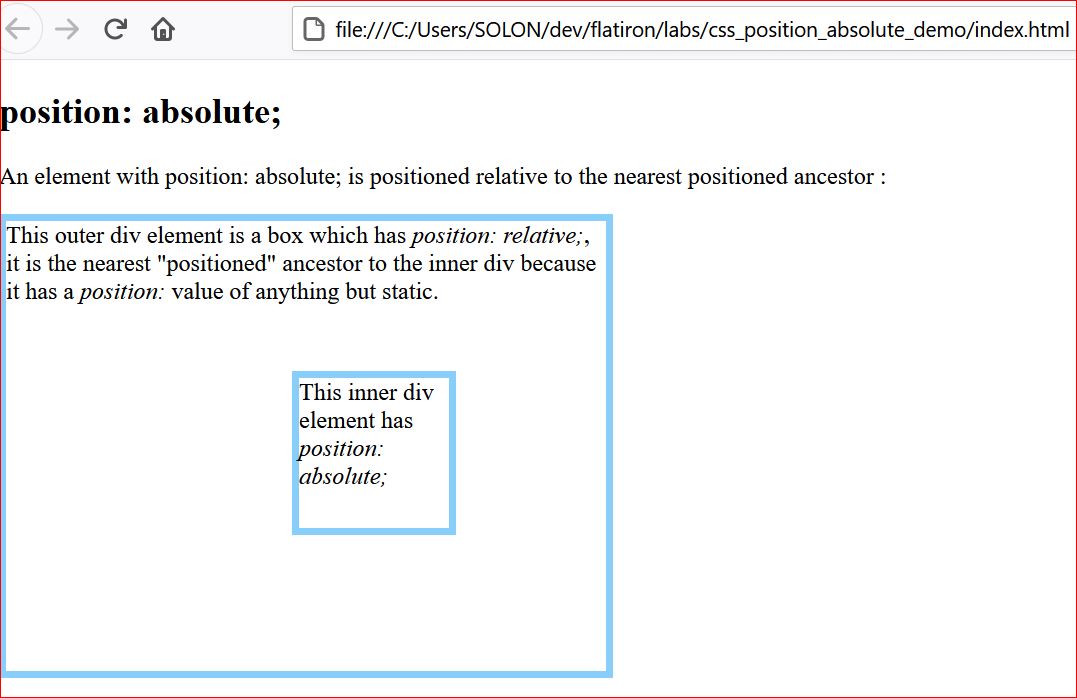 file:///C:/Users/SOLON/dev/flatiron/labs/css_position_absolute_demo/index.html
position: absolute;
An element with position: absolute; is positioned relative to the nearest positioned ancestor :
This outer div element is a box which has position: relative;,
it is the nearest "positioned" ancestor to the inner div because
it has a position: value of anything but static.
This inner div
element has
position:
absolute;